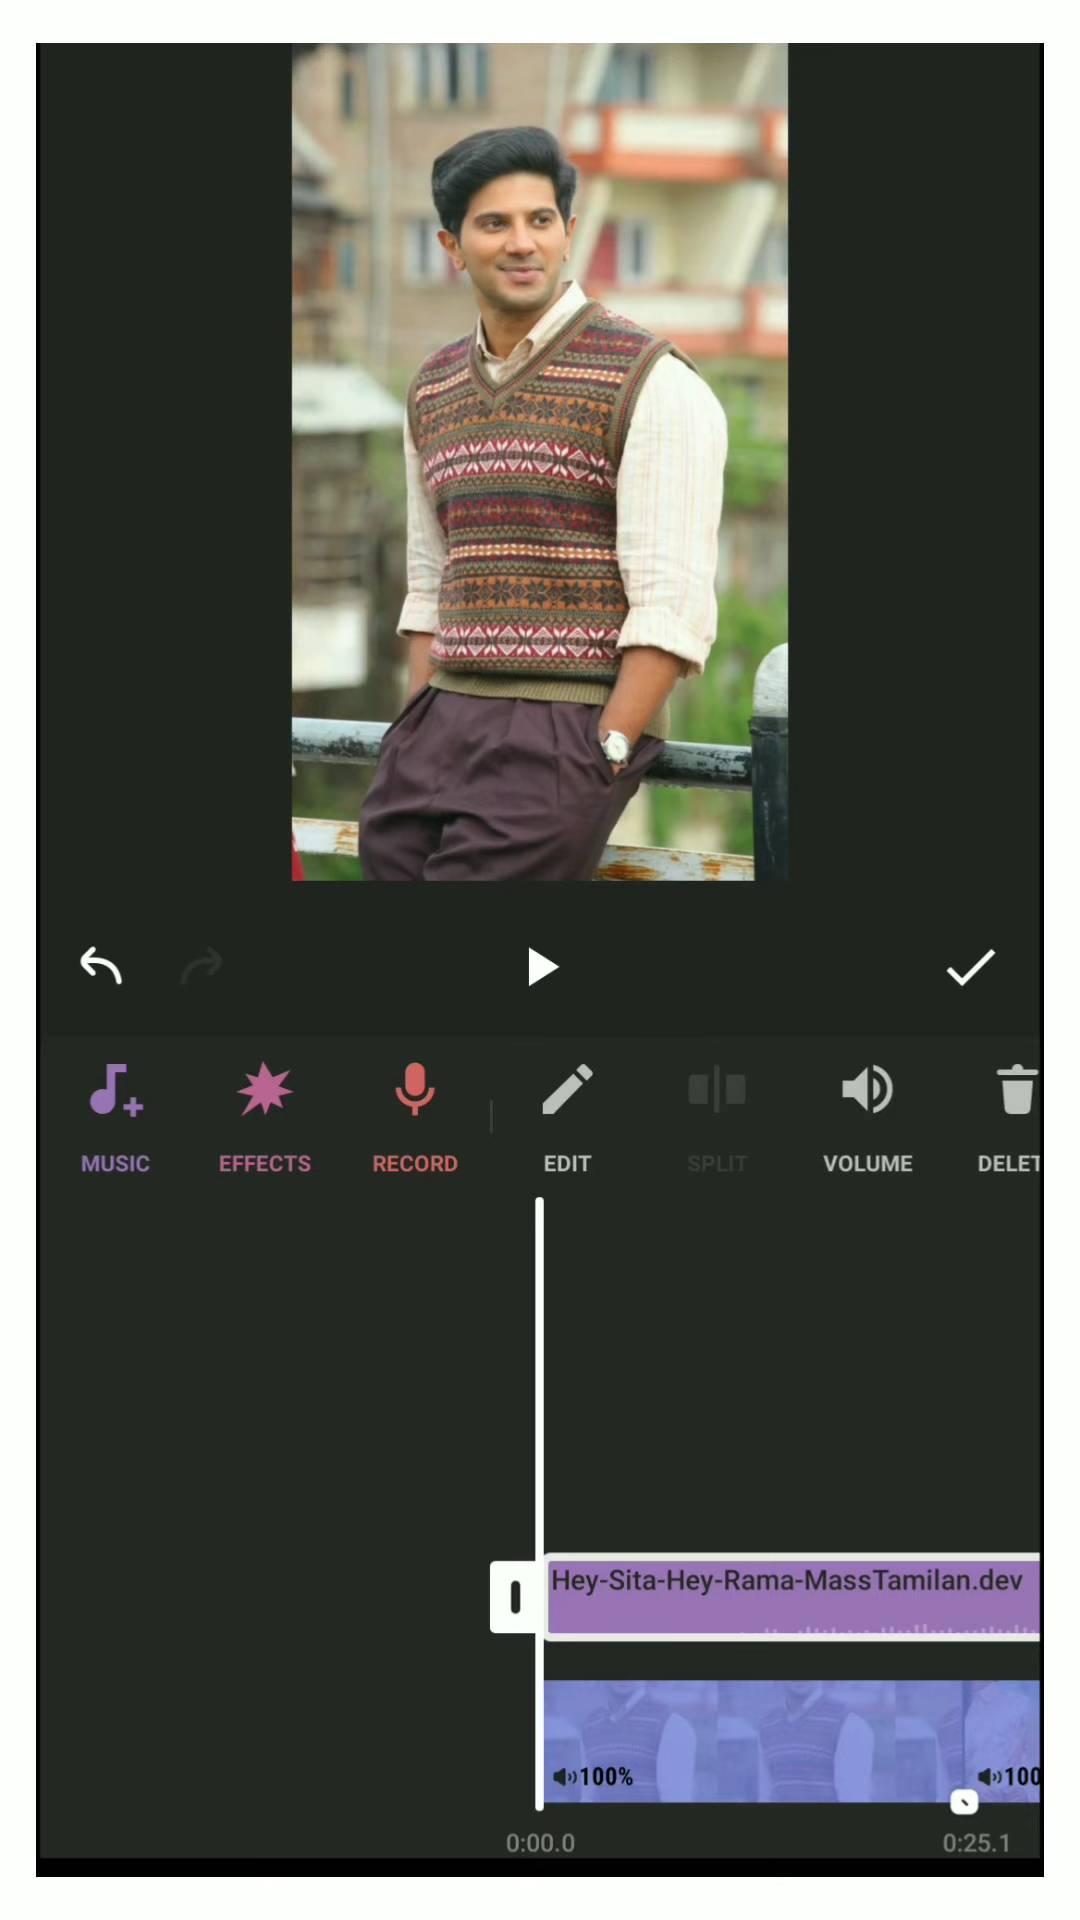 MUSIC EFFECTS RECORD EDIT SPLIT VOLUME DELET
Hey-Sita-Hey-Rama-MassTamilan.dev
100% 100
0:00.0 0:25.1